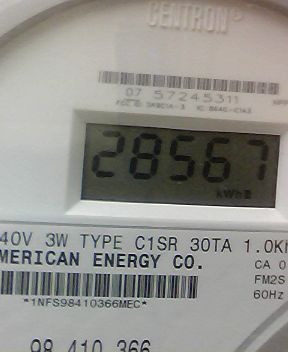 CENTRON®
07 57245311
28567
kWh
40V 3W TYPE C1SR 30TA 1.0K
MERICAN ENERGY CO.
CA 0
FM2S
60Hz
*1NFS98410366MEC*
98 410 366